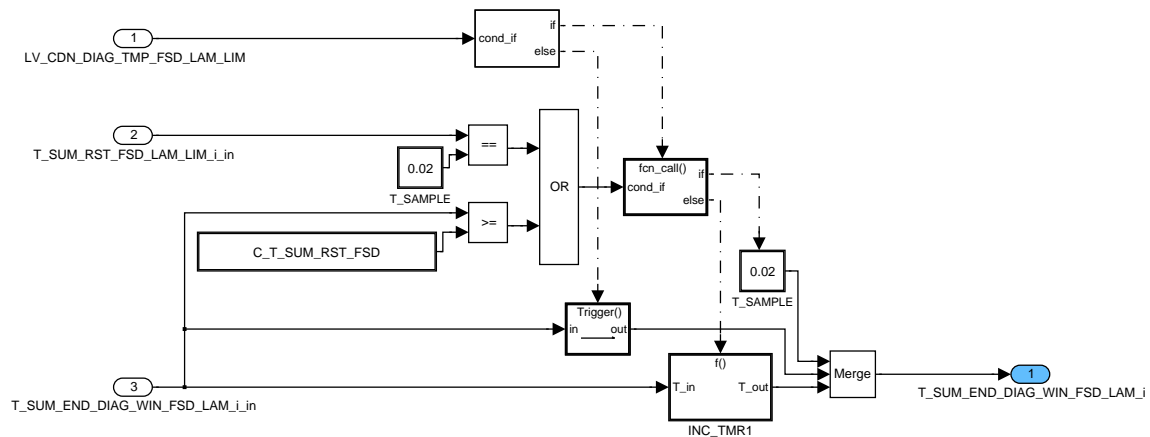 if
1
cond_if
else
LV_CDN_DIAG_TMP_FSD_LAM_LIM
2
==
T_SUM_RST_FSD_LAM_LIM_i_in
0.02
T_SAMPLE
OR
fcn_call()
if
cond_if
else
>=
C_T_SUM_RST_FSD
0.02
T_SAMPLE
Trigger()
in
out
f()
T_in
T_out
INC_TMR1
Merge
1
T_SUM_END_DIAG_WIN_FSD_LAM_i
3
T_SUM_END_DIAG_WIN_FSD_LAM_i_in